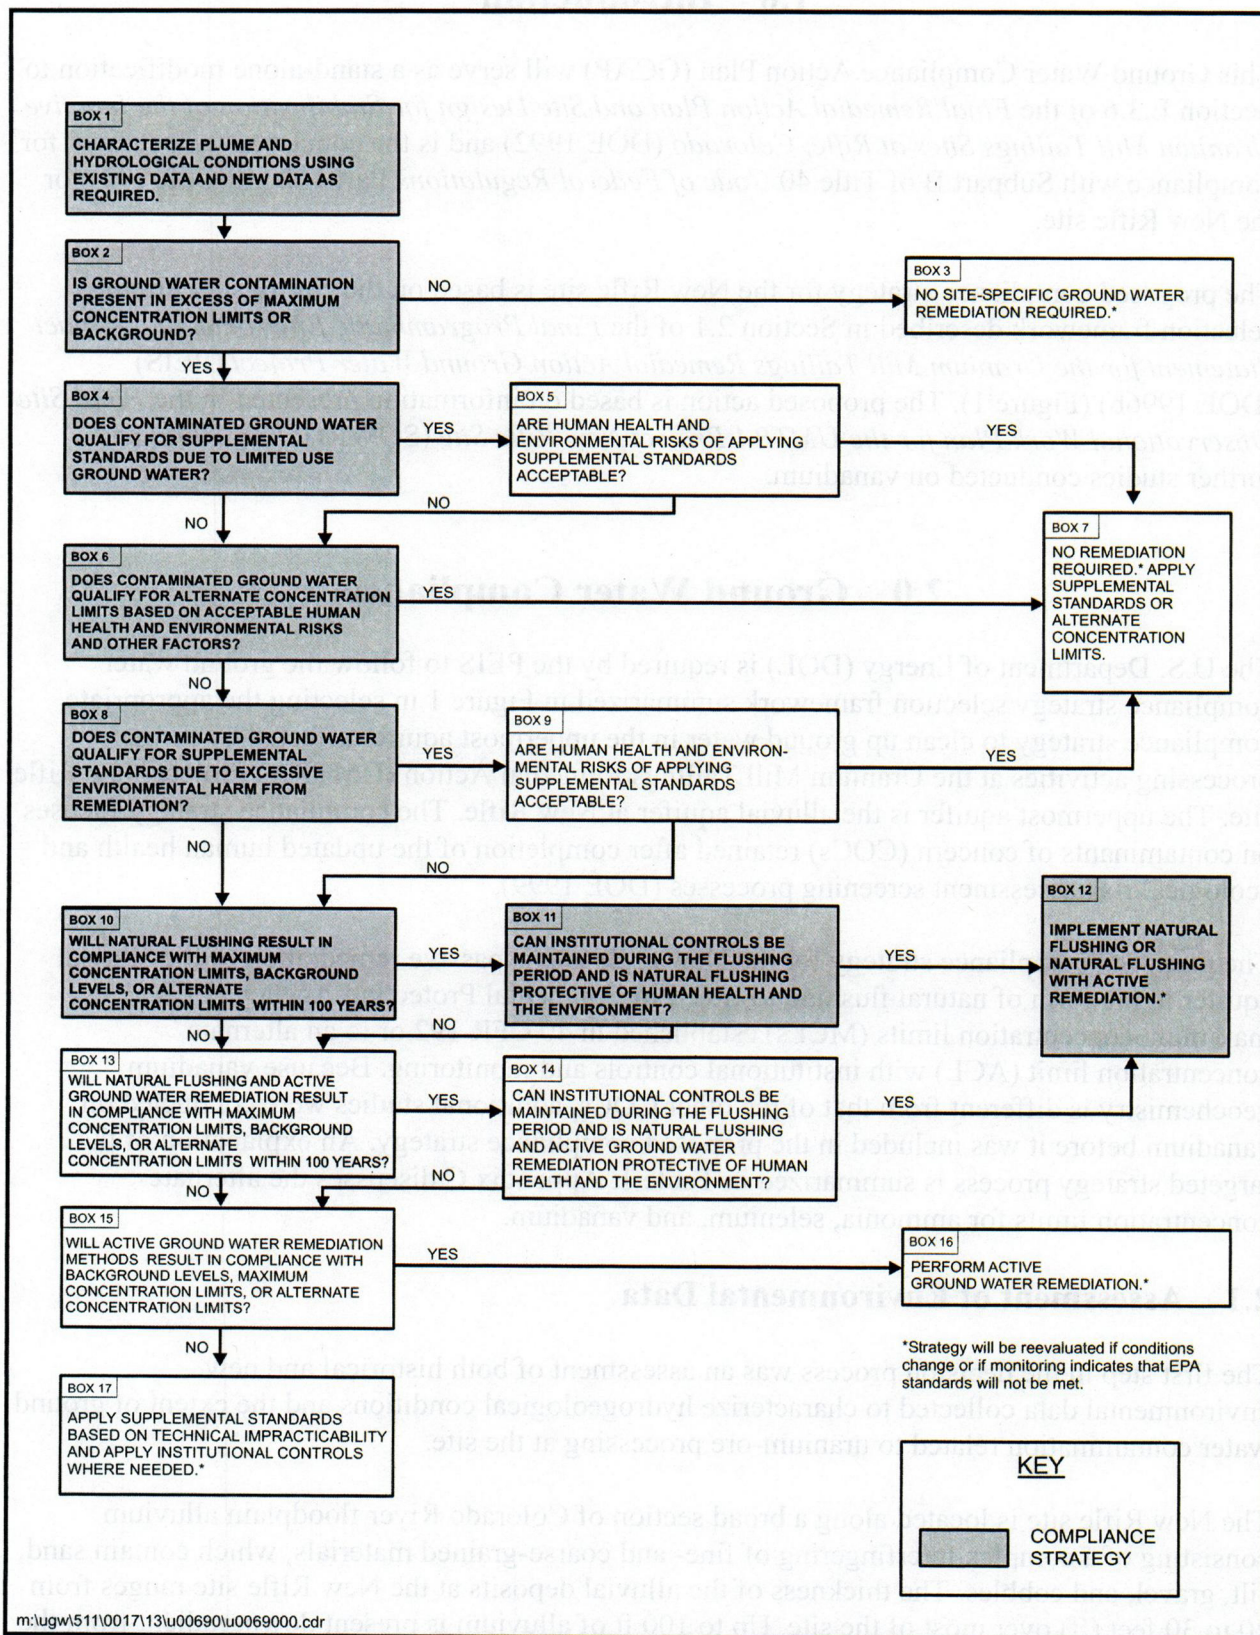 BOX 1
CHARACTERIZE PLUME AND
HYDROLOGICAL CONDITIONS USING
EXISTING DATA AND NEW DATA AS
REQUIRED.
BOX 2
IS GROUND WATER CONTAMINATION
PRESENT IN EXCESS OF MAXIMUM
CONCENTRATION LIMITS OR
BACKGROUND?
NO
BOX 3
NO SITE-SPECIFIC GROUND WATER
REMEDIATION REQUIRED.*
YES
BOX 4
DOES CONTAMINATED GROUND WATER
QUALIFY FOR SUPPLEMENTAL
STANDARDS DUE TO LIMITED USE
GROUND WATER?
YES
BOX 5
ARE HUMAN HEALTH AND
ENVIRONMENTAL RISKS OF APPLYING
SUPPLEMENTAL STANDARDS
ACCEPTABLE?
YES
NO
NO
BOX 6
DOES CONTAMINATED GROUND WATER
QUALIFY FOR ALTERNATE CONCENTRATION
LIMITS BASED ON ACCEPTABLE HUMAN
HEALTH AND ENVIRONMENTAL RISKS
AND OTHER FACTORS?
YES
BOX 7
NO REMEDIATION
REQUIRED.* APPLY
SUPPLEMENTAL
STANDARDS OR
ALTERNATE
CONCENTRATION
LIMITS.
NO
BOX 8
DOES CONTAMINATED GROUND WATER
QUALIFY FOR SUPPLEMENTAL
STANDARDS DUE TO EXCESSIVE
ENVIRONMENTAL HARM FROM
REMEDIATION?
YES
BOX 9
ARE HUMAN HEALTH AND ENVIRON-
MENTAL RISKS OF APPLYING
SUPPLEMENTAL STANDARDS
ACCEPTABLE?
YES
NO
NO
BOX 10
WILL NATURAL FLUSHING RESULT IN
COMPLIANCE WITH MAXIMUM
CONCENTRATION LIMITS, BACKGROUND
LEVELS, OR ALTERNATE
CONCENTRATION LIMITS WITHIN 100 YEARS?
YES
BOX 11
CAN INSTITUTIONAL CONTROLS BE
MAINTAINED DURING THE FLUSHING
PERIOD AND IS NATURAL FLUSHING
PROTECTIVE OF HUMAN HEALTH AND
THE ENVIRONMENT?
YES
BOX 12
IMPLEMENT NATURAL
FLUSHING OR
NATURAL FLUSHING
WITH ACTIVE
REMEDIATION.*
NO
NO
BOX 13
WILL NATURAL FLUSHING AND ACTIVE
GROUND WATER REMEDIATION RESULT
IN COMPLIANCE WITH MAXIMUM
CONCENTRATION LIMITS, BACKGROUND
LEVELS, OR ALTERNATE
CONCENTRATION LIMITS WITHIN 100 YEARS?
YES
BOX 14
CAN INSTITUTIONAL CONTROLS BE
MAINTAINED DURING THE FLUSHING
PERIOD AND IS NATURAL FLUSHING
AND ACTIVE GROUND WATER
REMEDIATION PROTECTIVE OF HUMAN
HEALTH AND THE ENVIRONMENT?
YES
NO
NO
BOX 15
WILL ACTIVE GROUND WATER REMEDIATION
METHODS RESULT IN COMPLIANCE WITH
BACKGROUND LEVELS, MAXIMUM
CONCENTRATION LIMITS, OR ALTERNATE
CONCENTRATION LIMITS?
YES
BOX 16
PERFORM ACTIVE
GROUND WATER REMEDIATION.*
NO
BOX 17
APPLY SUPPLEMENTAL STANDARDS
BASED ON TECHNICAL IMPRACTICABILITY
AND APPLY INSTITUTIONAL CONTROLS
WHERE NEEDED.*
*Strategy will be reevaluated if conditions
change or if monitoring indicates that EPA
standards will not be met.
KEY
COMPLIANCE
STRATEGY
m:\ugw\511\0017\13\u00690\u0069000.cdf